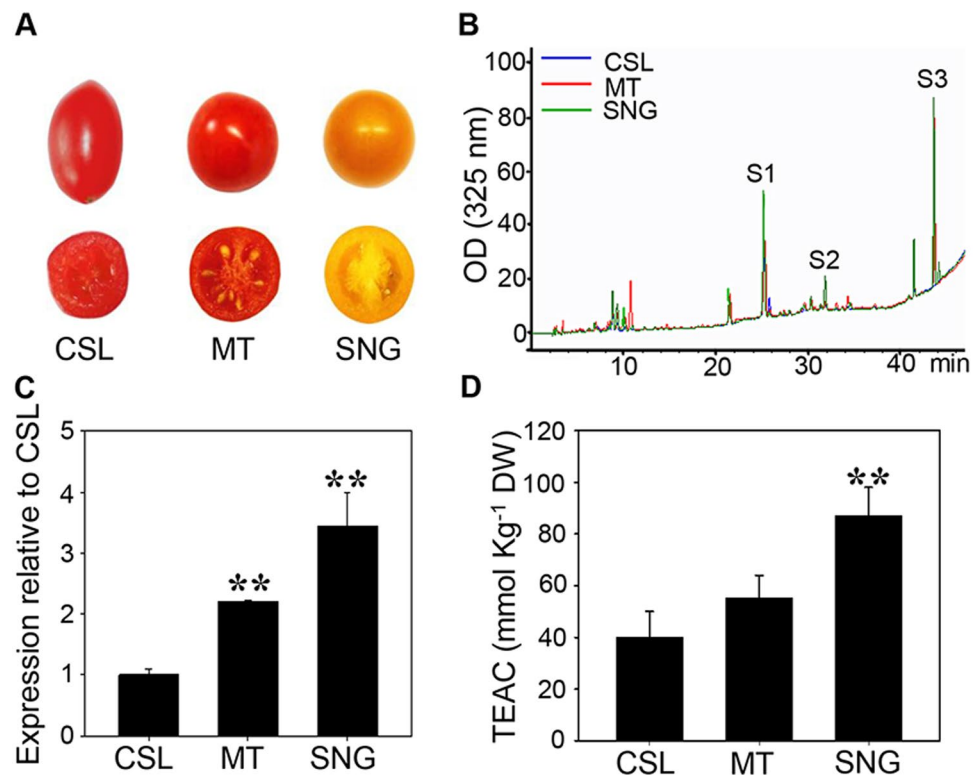 A
CSL MT SNG
B
OD (325 nm)
100
80
60
40
20
0
CSL
MT
SNG
S1
S2
S3
10 20 30 40 min
C
Expression relative to CSL
5
4
3
2
1
0
**
**
CSL MT SNG
D
TEAC (mmol Kg-1 DW)
120
100
80
60
40
20
0
**
CSL MT SNG